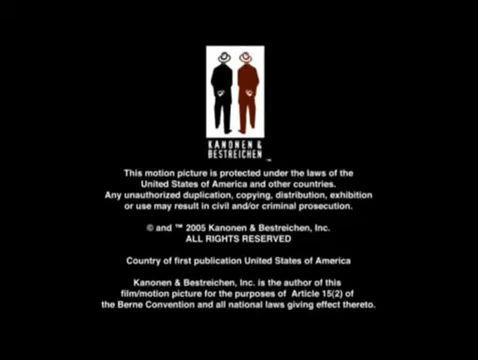 KANONEN &
BESTREICHEN ™
This motion picture is protected under the laws of the
United States of America and other countries.
Any unauthorized duplication, copying, distribution, exhibition
or use may result in civil and/or criminal prosecution.
© and ™ 2005 Kanonen & Bestreichen, Inc.
ALL RIGHTS RESERVED
Country of first publication United States of America
Kanonen & Bestreichen, Inc. is the author of this
film/motion picture for the purposes of Article 15(2) of
the Berne Convention and all national laws giving effect thereto.